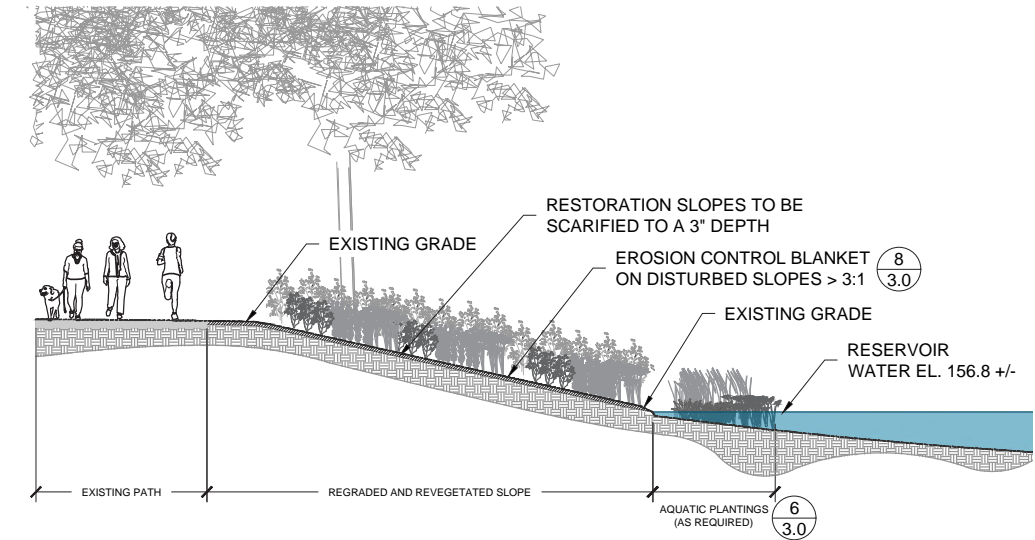 RESTORATION SLOPES TO BE
SCARIFIED TO A 3" DEPTH
EXISTING GRADE
EROSION CONTROL BLANKET
ON DISTURBED SLOPES > 3:1
8
3.0
EXISTING GRADE
RESERVOIR
WATER EL. 156.8 +/-
EXISTING PATH
REGRADED AND REVEGETATED SLOPE
AQUATIC PLANTINGS
(AS REQUIRED)
6
3.0